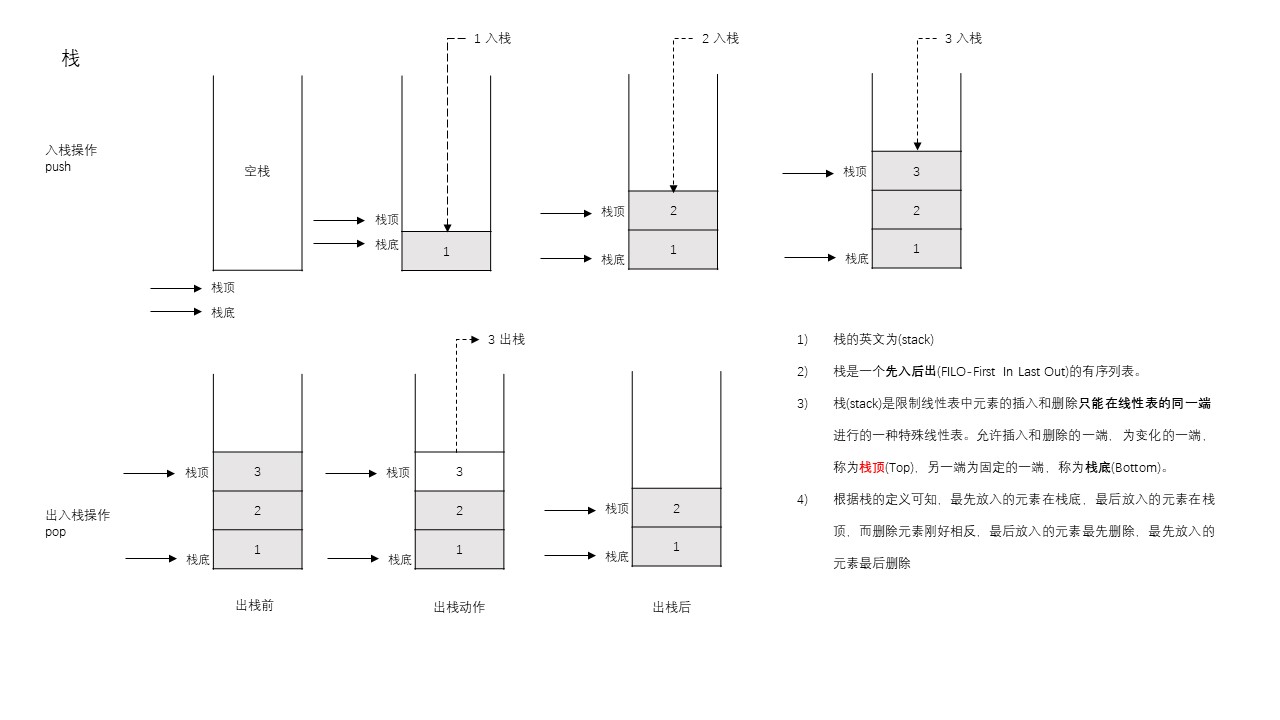 栈
1 入栈
2 入栈
3 入栈
入栈操作
push
空栈
栈顶
栈底
栈顶
栈底
1
栈顶
栈底
2
1
栈顶
栈底
3
2
1
3 出栈
出入栈操作
pop
栈顶
栈底
3
2
1
出栈前
栈顶
栈底
3
2
1
出栈动作
栈顶
栈底
2
1
出栈后
1) 栈的英文为(stack)
2) 栈是一个先入后出(FILO-First In Last Out)的有序列表。
3) 栈(stack)是限制线性表中元素的插入和删除只能在线性表的同一端
进行的一种特殊线性表。允许插入和删除的一端，为变化的一端，
称为栈顶(Top)，另一端为固定的一端，称为栈底(Bottom)。
4) 根据栈的定义可知，最先放入的元素在栈底，最后放入的元素在栈
顶，而删除元素刚好相反，最后放入的元素最先删除，最先放入的
元素最后删除